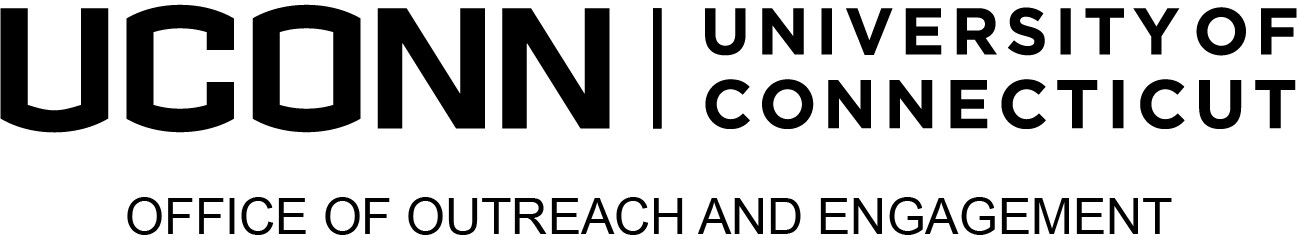 UCONN
UNIVERSITY OF
CONNECTICUT
OFFICE OF OUTREACH AND ENGAGEMENT